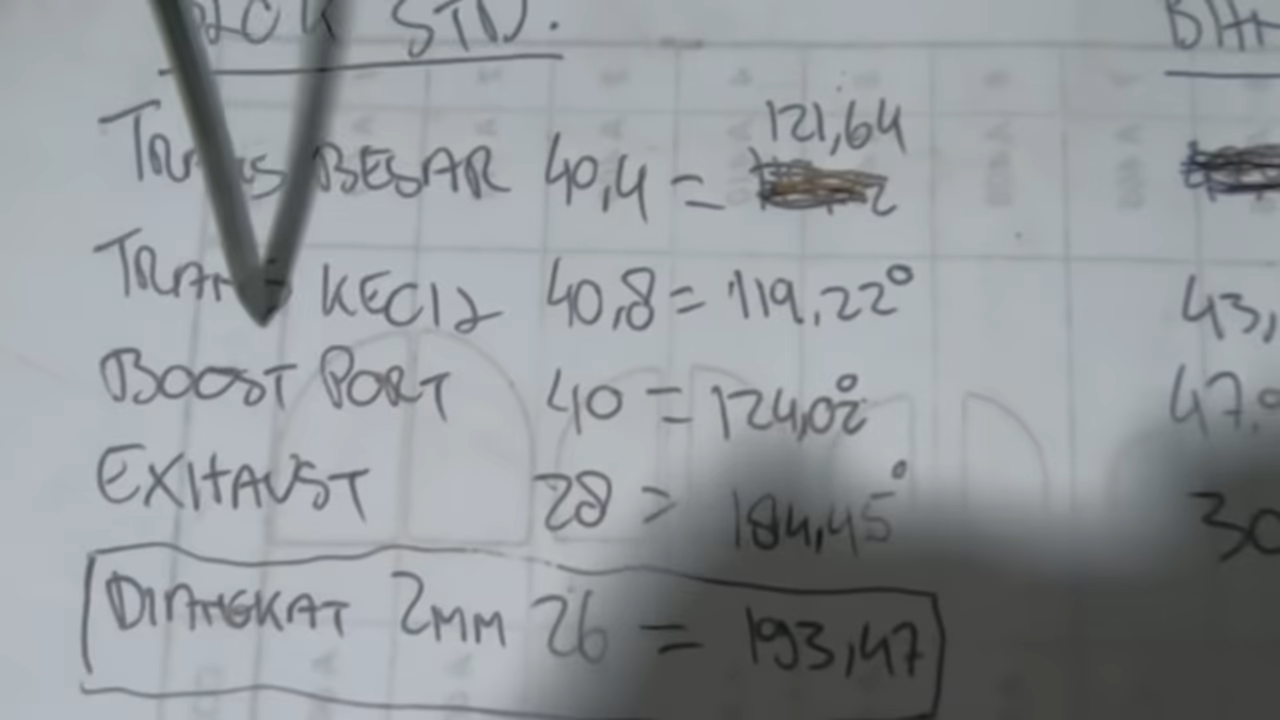 STD.
BESAR 40,4 = 121,64
KECIL 40,8 = 119,22°
43,
BOOST PORT 40 = 124,02°
EXHAUST 28 = 184,45°
30
DIANGKAT 2MM 26 = 193,47